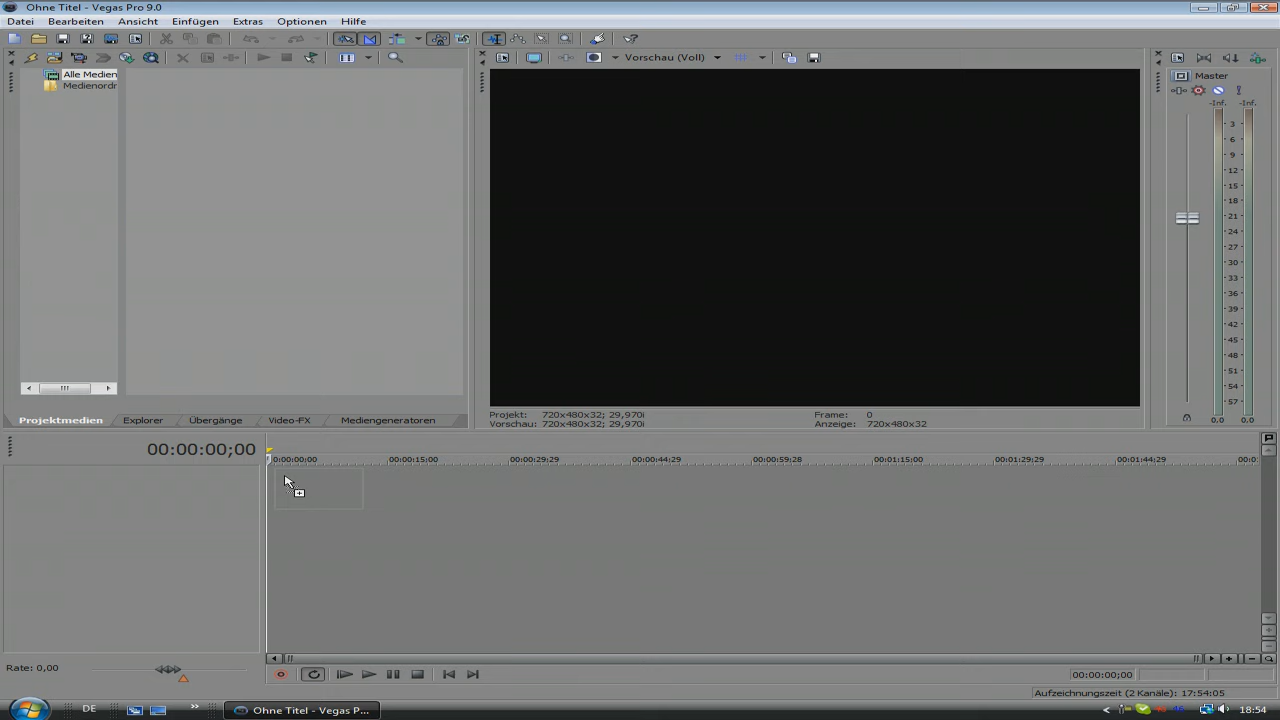 Ohne Titel - Vegas Pro 9.0
Datei Bearbeiten Ansicht Einfügen Extras Optionen Hilfe
Vorschau (Voll)
Alle Medien
Medienordr
Master
-Inf. -Inf.
3
6
9
12
15
18
21
24
27
30
33
36
39
42
45
48
51
54
57
0,0 0,0
Projektmedien Explorer Übergänge Video-FX Mediengeneratoren
Projekt: 720x480x32; 29,970i Frame: 0
Vorschau: 720x480x32; 29,970i Anzeige: 720x480x32
00:00:00;00
0:00:00:00 00:00:15;00 00:00:29;29 00:00:44;29 00:00:59;28 00:01:15;00 00:01:29;29 00:01:44;29
Rate: 0,00
00:00:00;00
Aufzeichnungszeit (2 Kanäle): 17:54:05
DE
Ohne Titel - Vegas P...
18:54